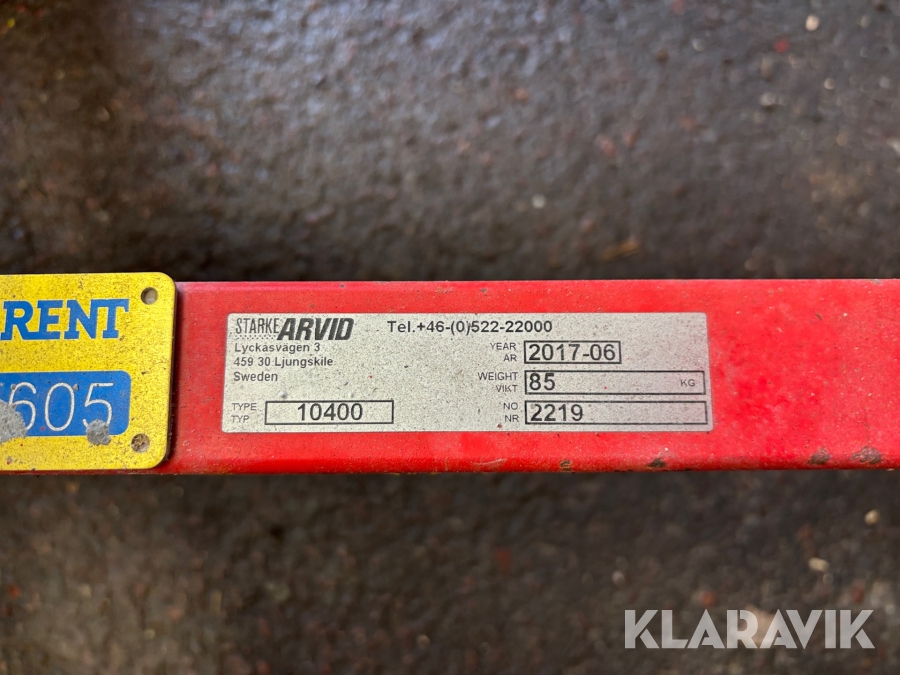 RENT
605
STARKE ARVID
Tel.+46-(0)522-22000
Lyckasvägen 3
459 30 Ljungskile
Sweden
YEAR
ÅR
2017-06
WEIGHT
VIKT
85
KG
TYPE
TYP
10400
NO
NR
2219
KLARAVIK